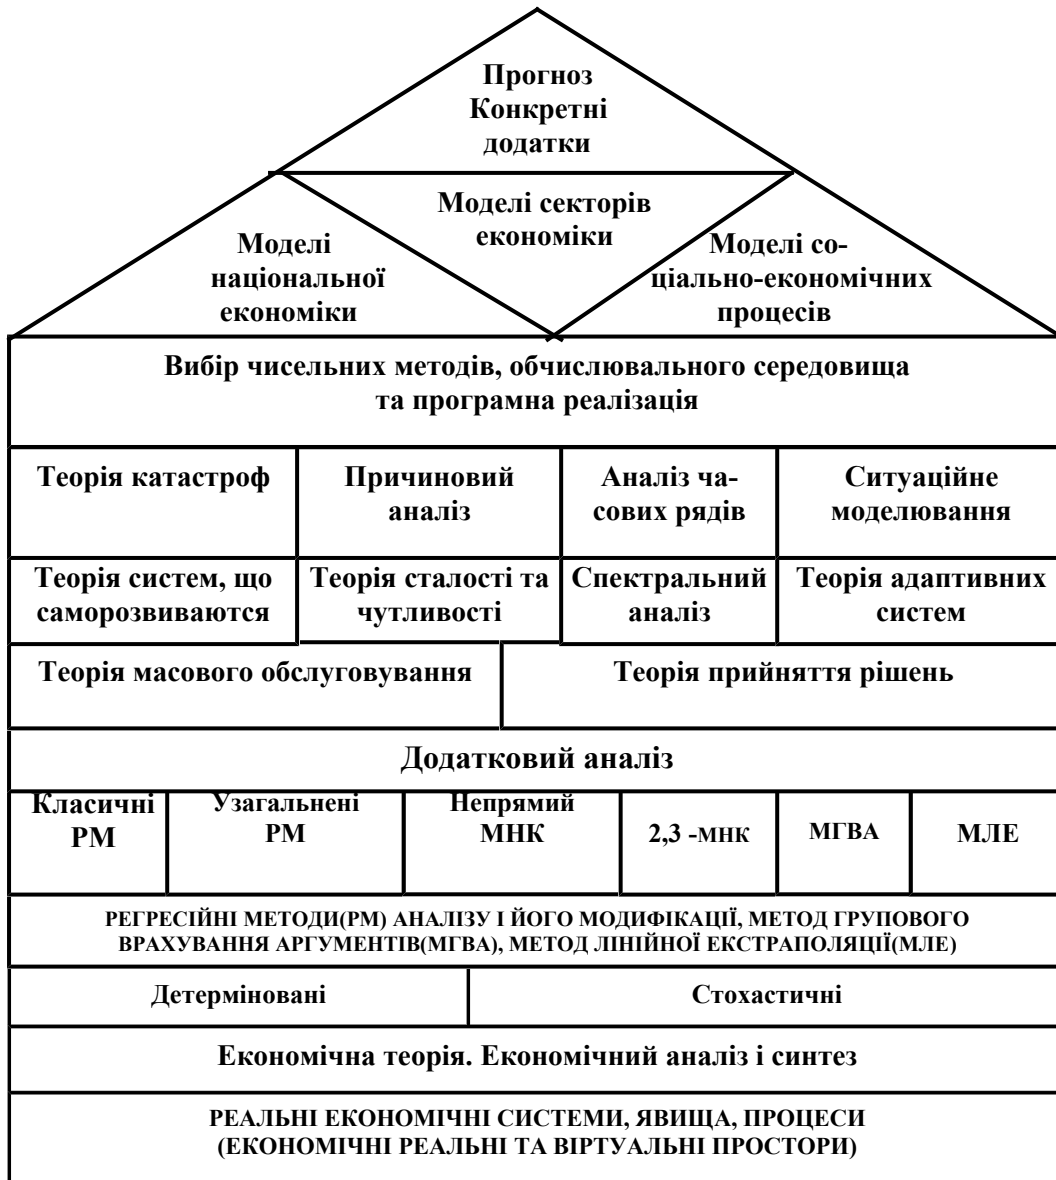 Прогноз
Конкретні
додатки
Моделі секторів
економіки
Моделі
національної
економіки
Моделі со-
ціально-економічних
процесів
Вибір чисельних методів, обчислювального середовища
та програмна реалізація
Теорія катастроф
Причиновий
аналіз
Аналіз ча-
сових рядів
Ситуаційне
моделювання
Теорія систем, що
саморозвиваются
Теорія сталості та
чутливості
Спектральний
аналіз
Теорія адаптивних
систем
Теорія масового обслуговування
Теорія прийняття рішень
Додатковий аналіз
Класичні
РМ
Узагальнені
РМ
Непрямий
МНК
2,3 -МНК
МГВА
МЛЕ
РЕГРЕСІЙНІ МЕТОДИ(РМ) АНАЛІЗУ І ЙОГО МОДИФІКАЦІЇ, МЕТОД ГРУПОВОГО
ВРАХУВАННЯ АРГУМЕНТІВ(МГВА), МЕТОД ЛІНІЙНОЇ ЕКСТРАПОЛЯЦІЇ(МЛЕ)
Детерміновані
Стохастичні
Економічна теорія. Економічний аналіз і синтез
РЕАЛЬНІ ЕКОНОМІЧНІ СИСТЕМИ, ЯВИЩА, ПРОЦЕСИ
(ЕКОНОМІЧНІ РЕАЛЬНІ ТА ВІРТУАЛЬНІ ПРОСТОРИ)